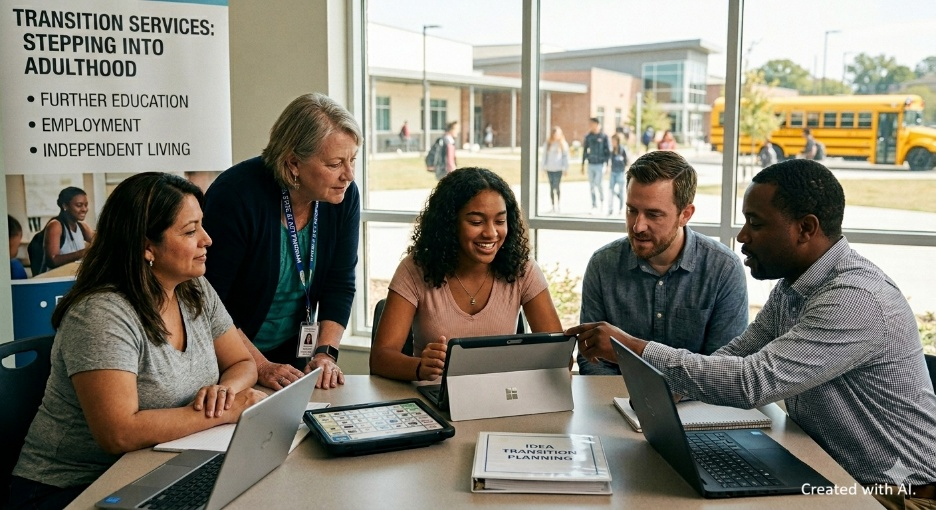 TRANSITION SERVICES:
STEPPING INTO
ADULTHOOD
• FURTHER EDUCATION
• EMPLOYMENT
• INDEPENDENT LIVING
IDEA
TRANSITION
PLANNING
Created with AI.